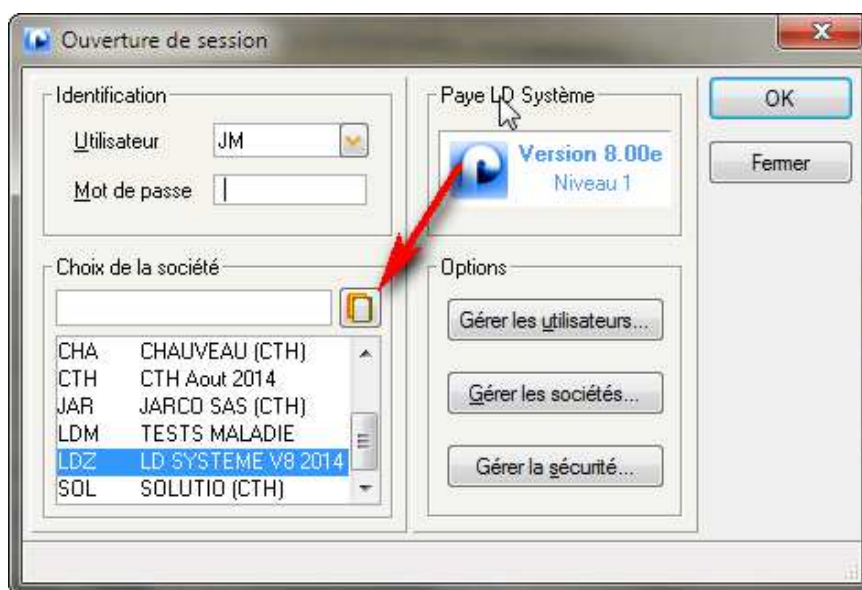 Ouverture de session
Identification
Utilisateur JM
Mot de passe
Paye LD Système
Version 8.00e
Niveau 1
OK
Fermer
Choix de la société
CHA CHAUVEAU (CTH)
CTH CTH Aout 2014
JAR JARCO SAS (CTH)
LDM TESTS MALADIE
LDZ LD SYSTEME V8 2014
SOL SOLUTIO (CTH)
Options
Gérer les utilisateurs...
Gérer les sociétés...
Gérer la sécurité...